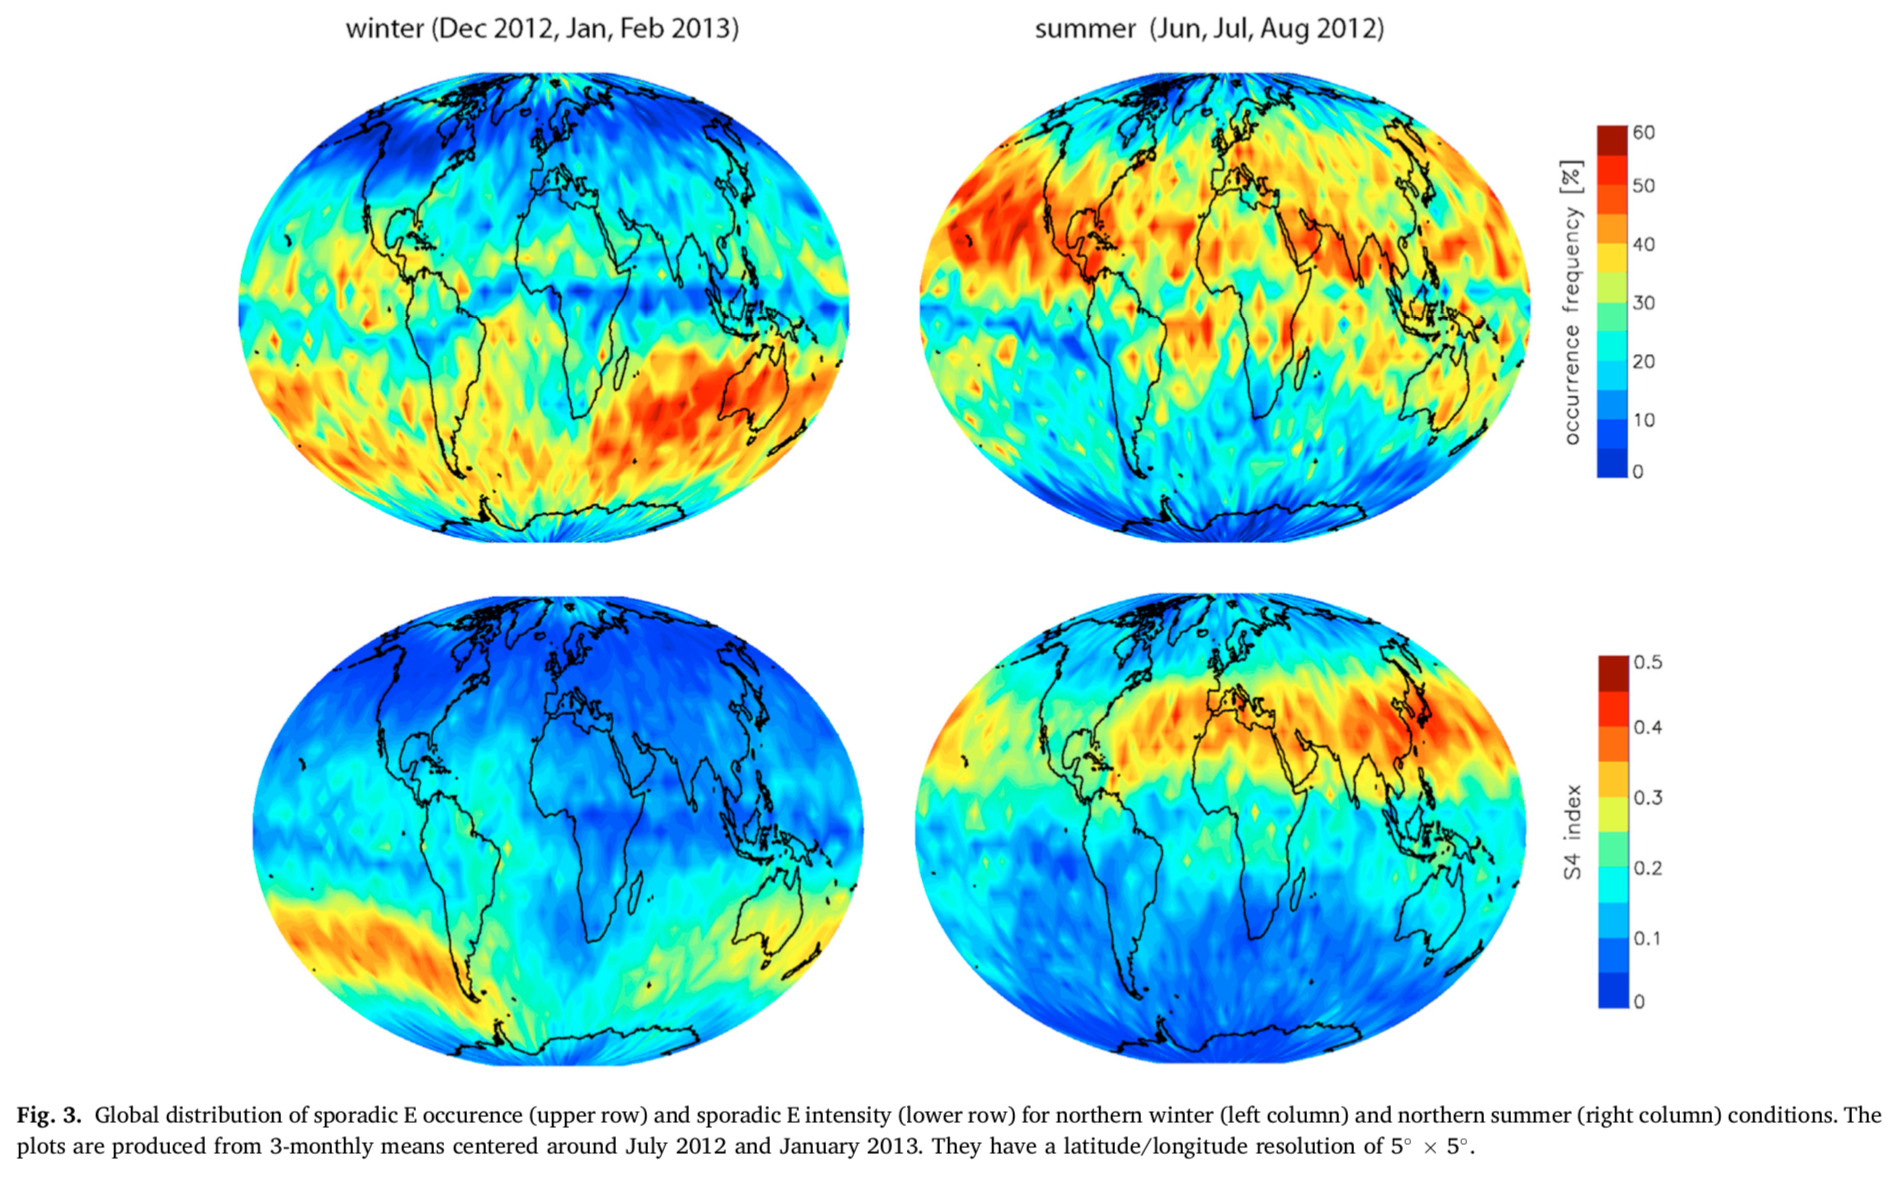 winter (Dec 2012, Jan, Feb 2013)
summer (Jun, Jul, Aug 2012)
occurrence frequency [%]
60
50
40
30
20
10
0
S4 index
0.5
0.4
0.3
0.2
0.1
0
Fig. 3. Global distribution of sporadic E occurence (upper row) and sporadic E intensity (lower row) for northern winter (left column) and northern summer (right column) conditions. The
plots are produced from 3-monthly means centered around July 2012 and January 2013. They have a latitude/longitude resolution of 5° × 5°.